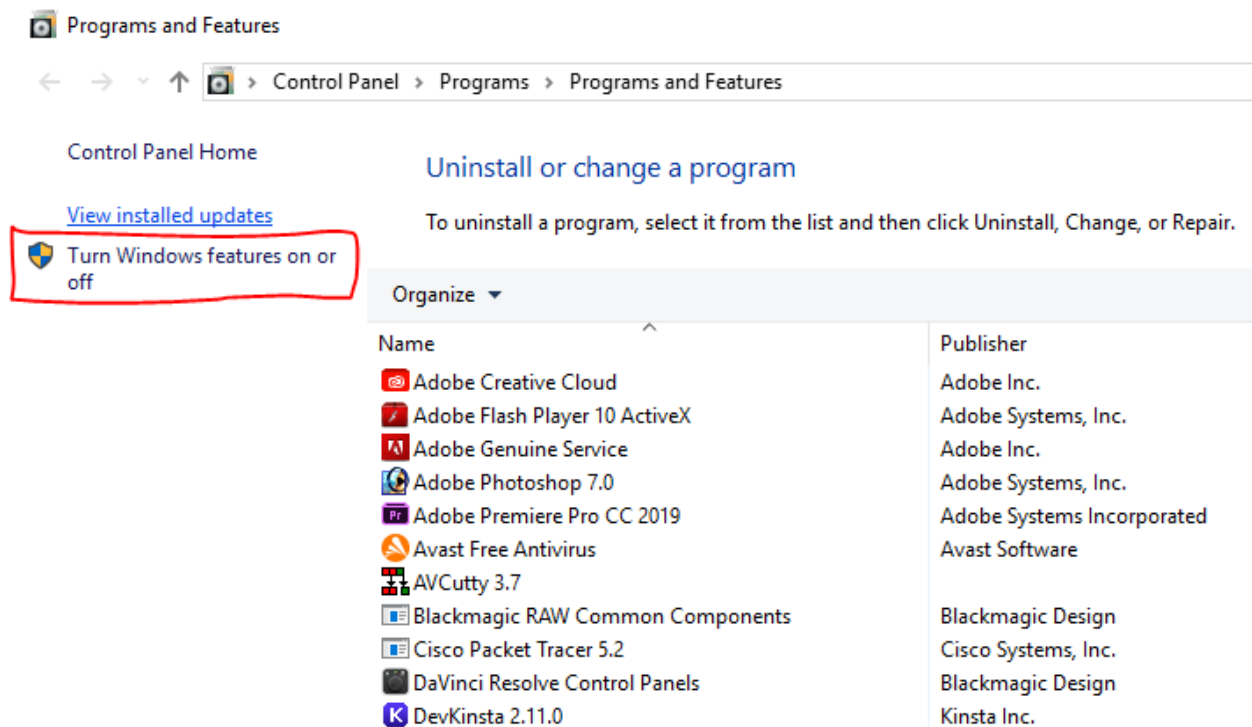 Programs and Features
Control Panel > Programs > Programs and Features
Control Panel Home
Uninstall or change a program
View installed updates
To uninstall a program, select it from the list and then click Uninstall, Change, or Repair.
Turn Windows features on or
off
Organize
Name Publisher
Adobe Creative Cloud Adobe Inc.
Adobe Flash Player 10 ActiveX Adobe Systems, Inc.
Adobe Genuine Service Adobe Inc.
Adobe Photoshop 7.0 Adobe Systems, Inc.
Adobe Premiere Pro CC 2019 Adobe Systems Incorporated
Avast Free Antivirus Avast Software
AVCutty 3.7
Blackmagic RAW Common Components Blackmagic Design
Cisco Packet Tracer 5.2 Cisco Systems, Inc.
DaVinci Resolve Control Panels Blackmagic Design
DevKinsta 2.11.0 Kinsta Inc.